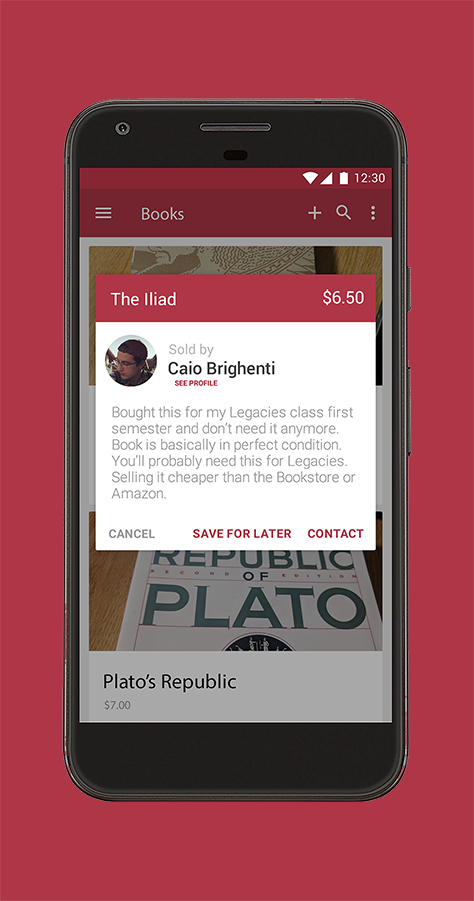 12:30
Books
The Iliad
$6.50
Sold by
Caio Brighenti
SEE PROFILE
Bought this for my Legacies class first
semester and don’t need it anymore.
Book is basically in perfect condition.
You’ll probably need this for Legacies.
Selling it cheaper than the Bookstore or
Amazon.
CANCEL
SAVE FOR LATER
CONTACT
REPUBLIC
SECOND EDITION
OF
PLATO
Plato’s Republic
$7.00